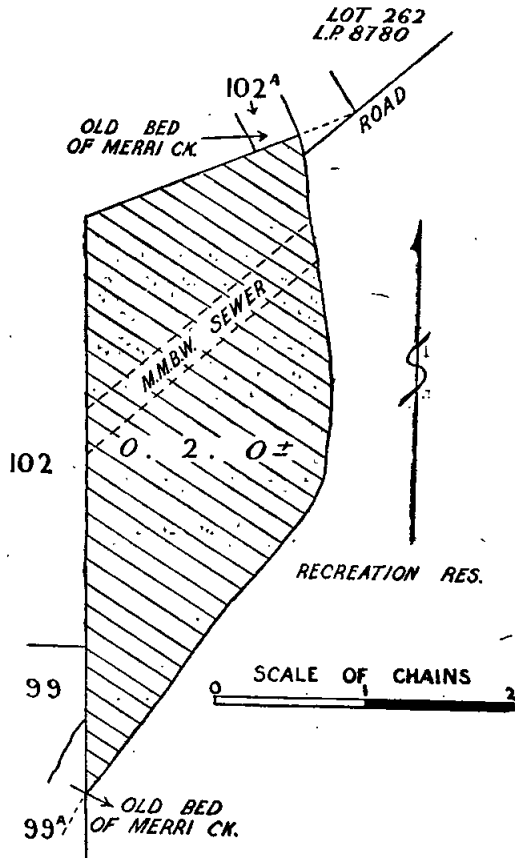 LOT 262
L.P. 8780
102A
ROAD
OLD BED
OF MERRI CK.
M.M.B.W. SEWER
0. 2. 0±
102
RECREATION RES.
SCALE OF CHAINS
0 1 2
99
OLD BED
OF MERRI CK.
99A